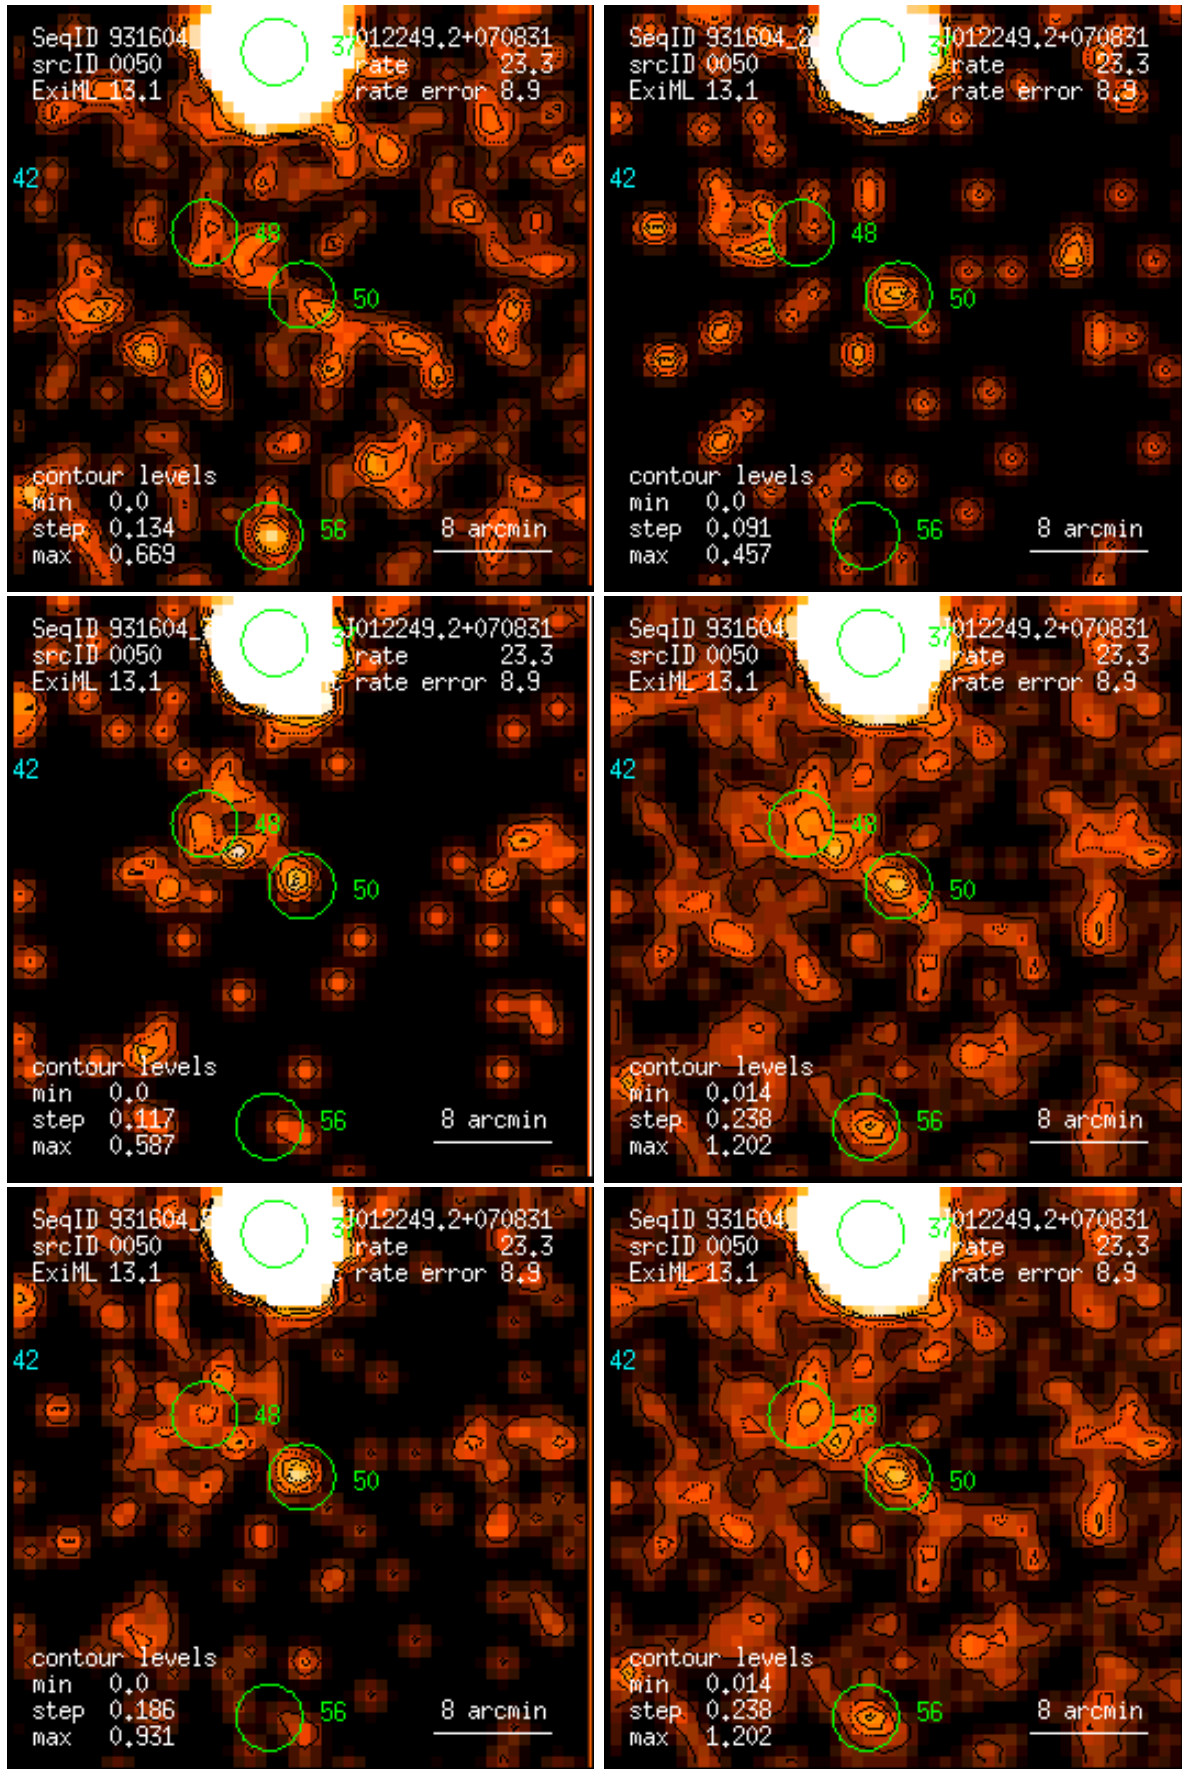 SeqID 931604 J012249.2+070831
srcID 0050 rate 23.3
ExiML 13.1 rate error 8.9
37
42
48
50
contour levels
min 0.0
step 0.134
max 0.669
56
8 arcmin
SeqID 931604_2 J012249.2+070831
srcID 0050 rate 23.3
ExiML 13.1 t rate error 8.9
42
48
50
contour levels
min 0.0
step 0.091
max 0.457
56
8 arcmin
SeqID 931604_ J012249.2+070831
srcID 0050 rate 23.3
ExiML 13.1 rate error 8.9
37
42
48
50
contour levels
min 0.0
step 0.117
max 0.587
56
8 arcmin
SeqID 931604 J012249.2+070831
srcID 0050 rate 23.3
ExiML 13.1 rate error 8.9
37
42
48
50
contour levels
min 0.014
step 0.238
max 1.202
56
8 arcmin
SeqID 931604_ J012249.2+070831
srcID 0050 rate 23.3
ExiML 13.1 rate error 8.9
37
42
48
50
contour levels
min 0.0
step 0.186
max 0.931
56
8 arcmin
SeqID 931604 J012249.2+070831
srcID 0050 rate 23.3
ExiML 13.1 rate error 8.9
37
42
48
50
contour levels
min 0.014
step 0.238
max 1.202
56
8 arcmin